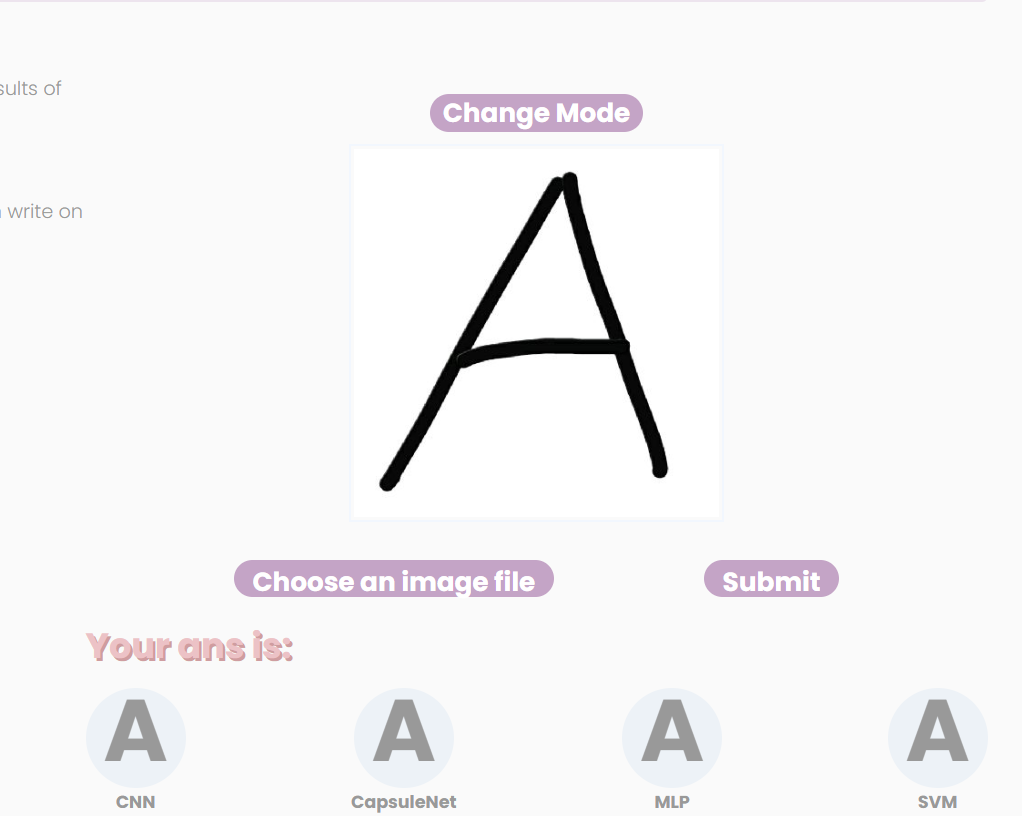 sults of
Change Mode
write on
A
Choose an image file
Submit
Your ans is:
A
A
A
A
CNN
CapsuleNet
MLP
SVM